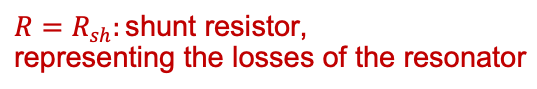 R = R_sh: shunt resistor,
representing the losses of the resonator